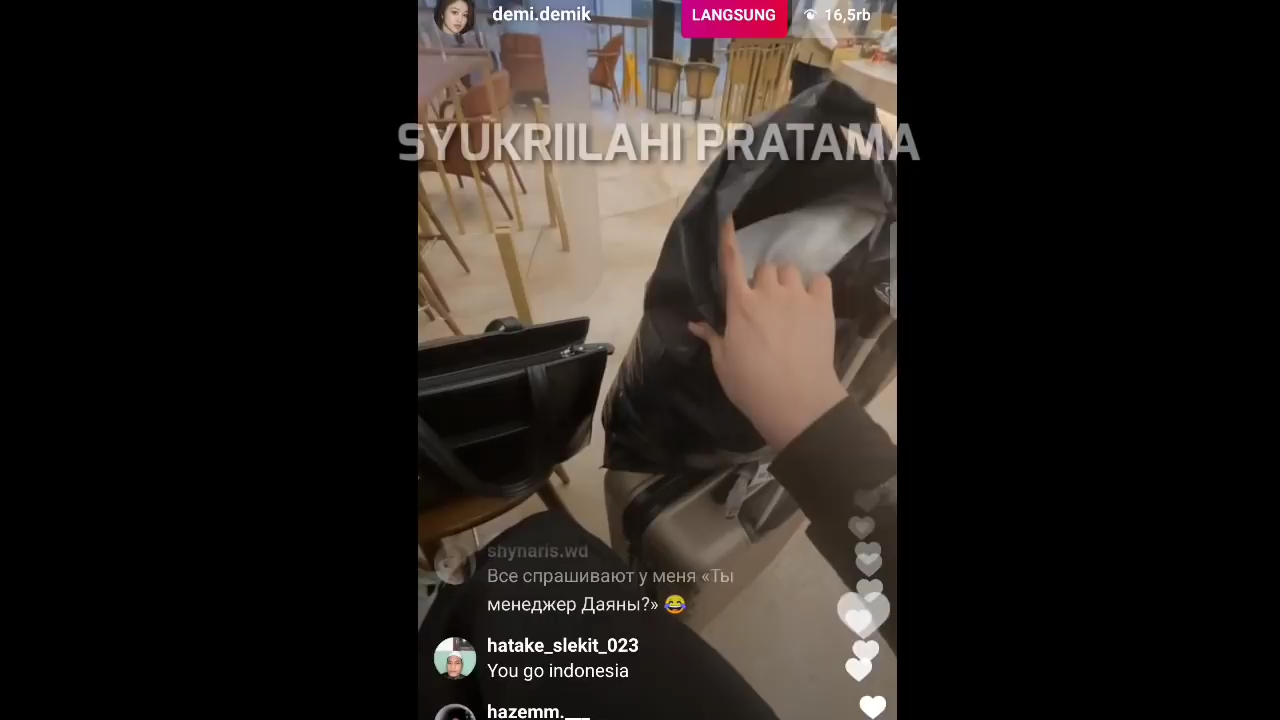 demi.demik
LANGSUNG
16,5rb
SYUKRIILAHI PRATAMA
shynaris.wd
Все спрашивают у меня «Ты
менеджер Даяны?» 😂
hatake_slekit_023
You go indonesia
hazemm.___